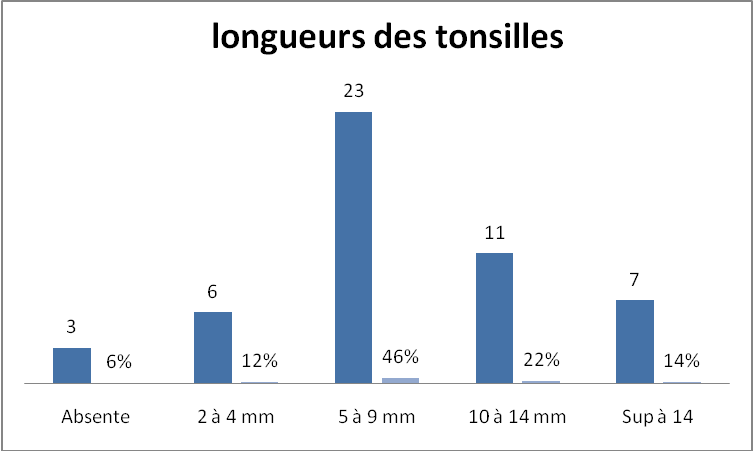 longueurs des tonsilles
23
11
7
6
3
46%
22%
14%
12%
6%
Absente
2 à 4 mm
5 à 9 mm
10 à 14 mm
Sup à 14